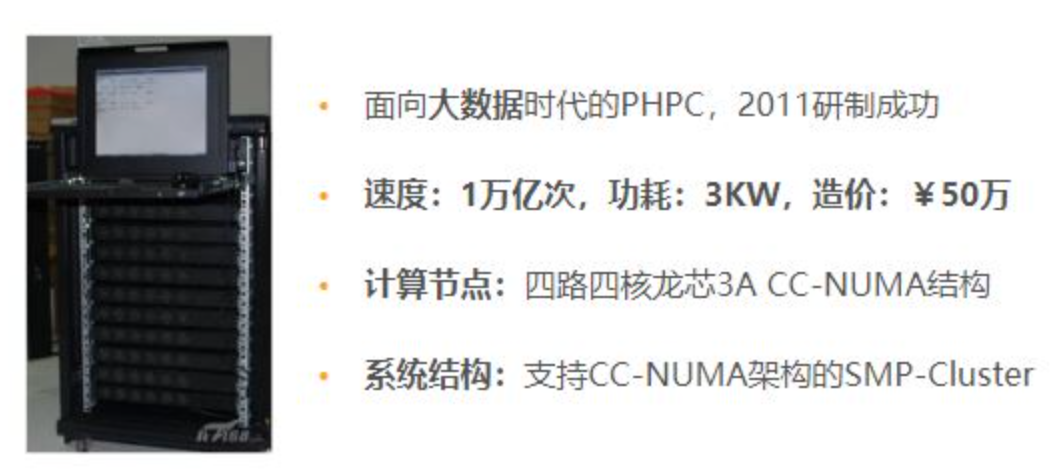 面向大数据时代的PHPC，2011研制成功
速度：1万亿次，功耗：3KW，造价：￥50万
计算节点：四路四核龙芯3A CC-NUMA结构
系统结构：支持CC-NUMA架构的SMP-Cluster